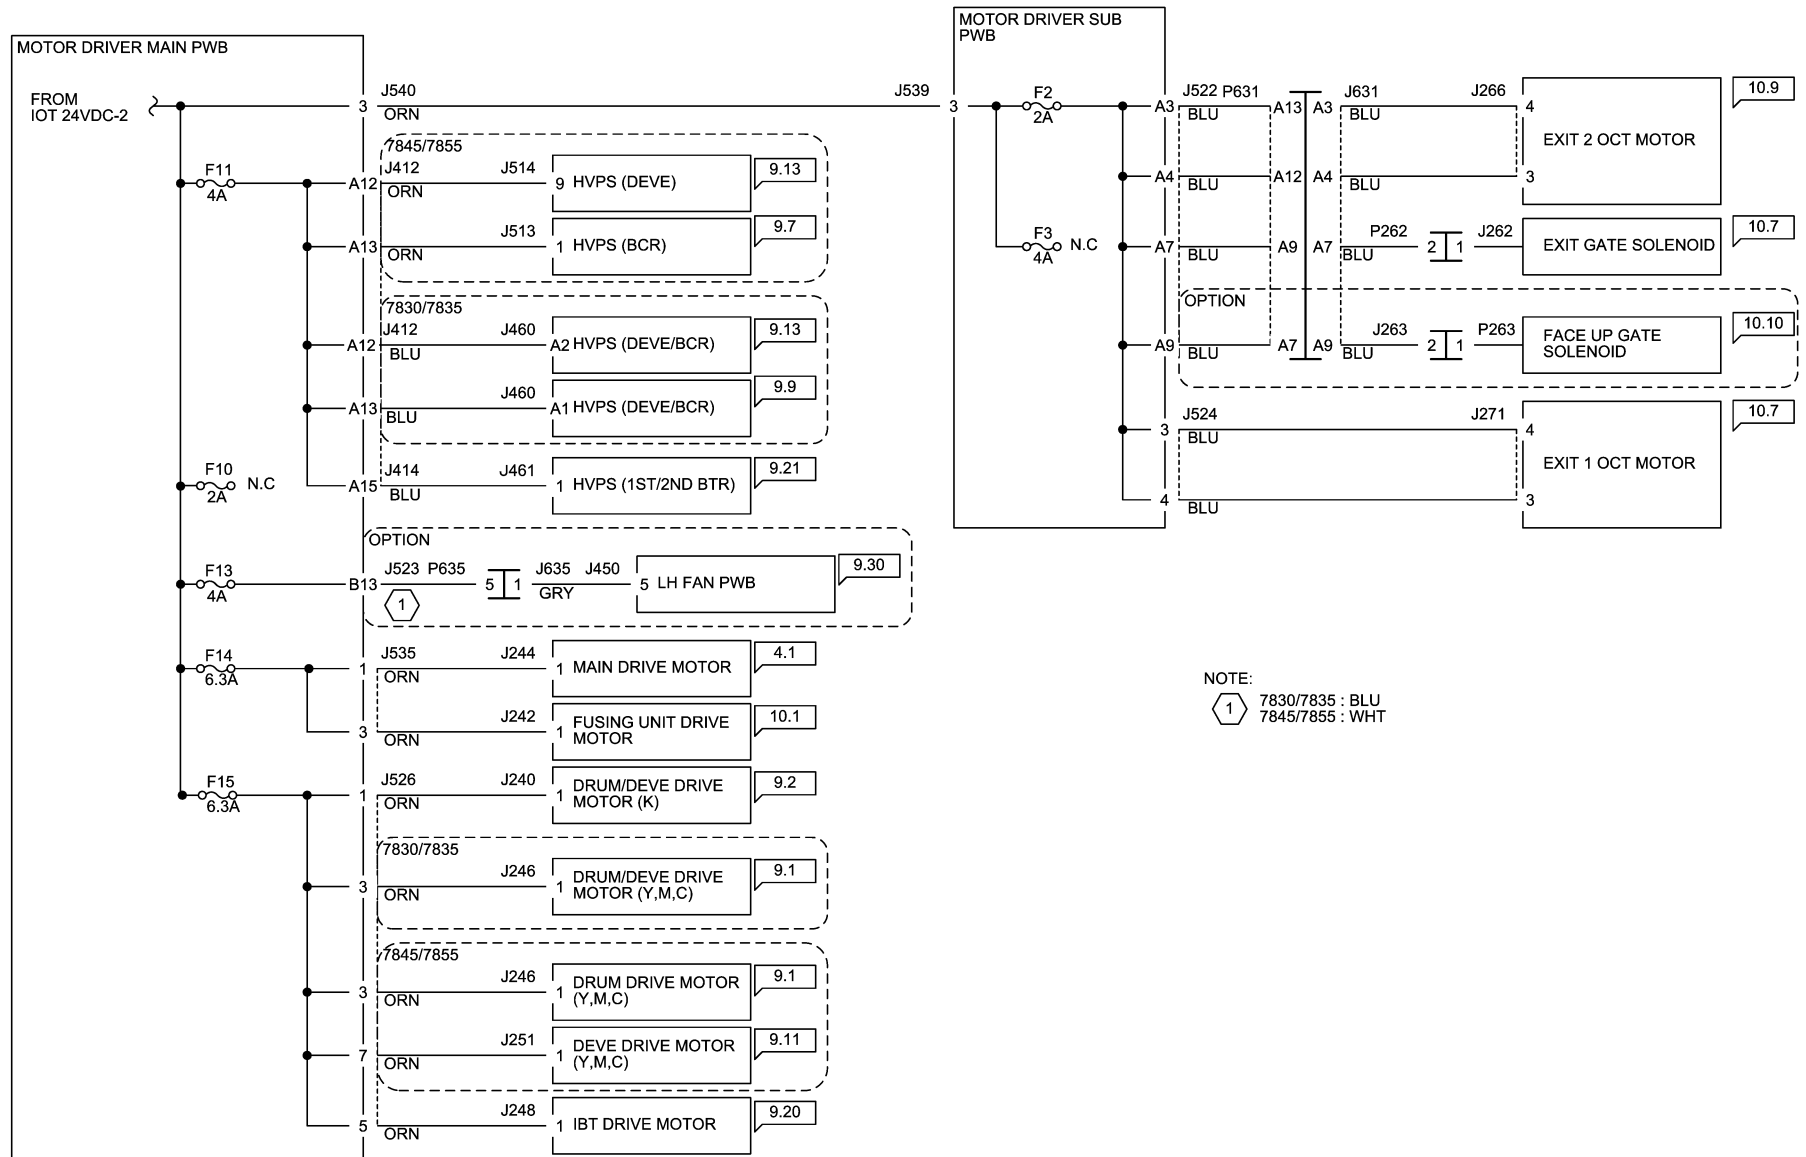 MOTOR DRIVER MAIN PWB
FROM
IOT 24VDC-2
3
J540
ORN
J539
F11
4A
7845/7855
A12
J412
ORN
J514
9
HVPS (DEVE)
9.13
A13
ORN
J513
1
HVPS (BCR)
9.7
7830/7835
A12
J412
BLU
J460
A2
HVPS (DEVE/BCR)
9.13
A13
BLU
J460
A1
HVPS (DEVE/BCR)
9.9
F10
2A
N.C
A15
J414
BLU
J461
1
HVPS (1ST/2ND BTR)
9.21
OPTION
F13
4A
B13
J523
P635
1
5
1
J635
GRY
J450
5
LH FAN PWB
9.30
F14
6.3A
1
J535
ORN
J244
1
MAIN DRIVE MOTOR
4.1
3
ORN
J242
1
FUSING UNIT DRIVE
MOTOR
10.1
F15
6.3A
1
J526
ORN
J240
1
DRUM/DEVE DRIVE
MOTOR (K)
9.2
7830/7835
3
ORN
J246
1
DRUM/DEVE DRIVE
MOTOR (Y,M,C)
9.1
7845/7855
3
ORN
J246
1
DRUM DRIVE MOTOR
(Y,M,C)
9.1
7
ORN
J251
1
DEVE DRIVE MOTOR
(Y,M,C)
9.11
5
ORN
J248
1
IBT DRIVE MOTOR
9.20
MOTOR DRIVER SUB
PWB
3
F2
2A
F3
4A
N.C
A3
J522
P631
BLU
A13
A3
J631
BLU
J266
4
EXIT 2 OCT MOTOR
10.9
A4
BLU
A12
A4
BLU
3
A7
BLU
A9
A7
BLU
P262
2
1
J262
EXIT GATE SOLENOID
10.7
OPTION
A9
BLU
A7
A9
BLU
J263
2
1
P263
FACE UP GATE
SOLENOID
10.10
3
J524
BLU
J271
4
EXIT 1 OCT MOTOR
10.7
4
BLU
3
NOTE:
1
7830/7835 : BLU
7845/7855 : WHT